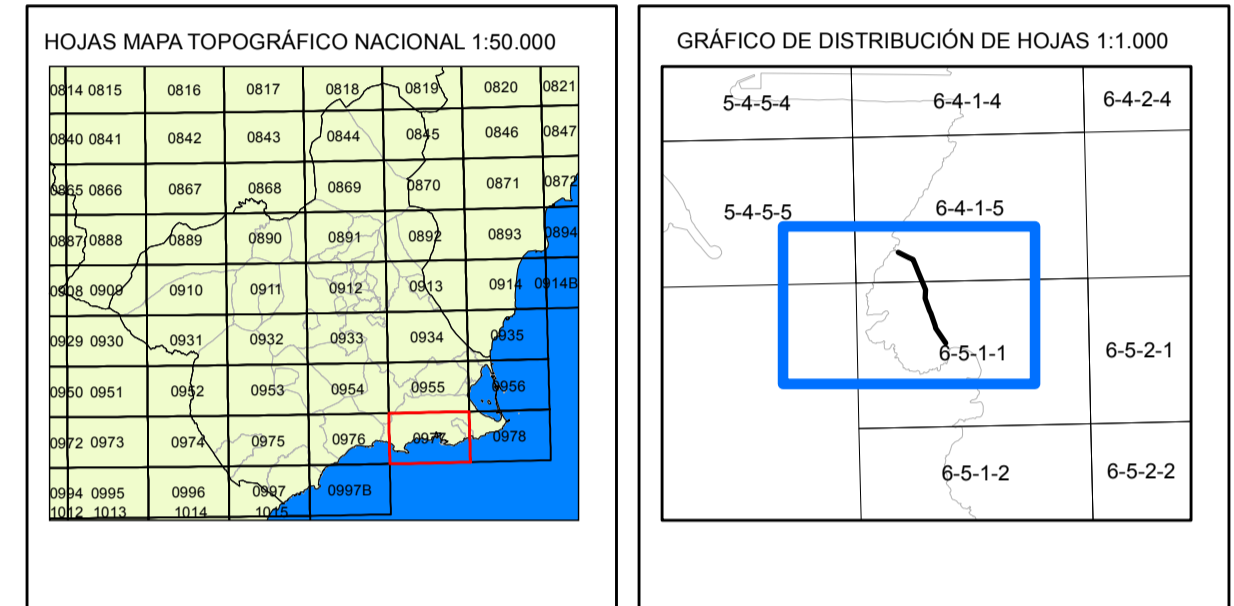 HOJAS MAPA TOPOGRÁFICO NACIONAL 1:50.000
0814 0815 0816 0817 0818 0819 0820 0821
0840 0841 0842 0843 0844 0845 0846 0847
0865 0866 0867 0868 0869 0870 0871 0872
0887 0888 0889 0890 0891 0892 0893 0894
0908 0909 0910 0911 0912 0913 0914 0914B
0929 0930 0931 0932 0933 0934 0935
0950 0951 0952 0953 0954 0955 0956
0972 0973 0974 0975 0976 0977 0978
0994 0995 0996 0997 0997B
1012 1013 1014 1015
GRÁFICO DE DISTRIBUCIÓN DE HOJAS 1:1.000
5-4-5-4 6-4-1-4 6-4-2-4
5-4-5-5 6-4-1-5
6-5-1-1 6-5-2-1
6-5-1-2 6-5-2-2